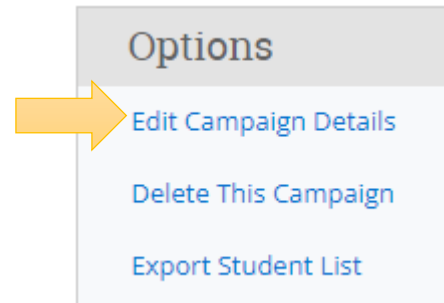 Options
Edit Campaign Details
Delete This Campaign
Export Student List